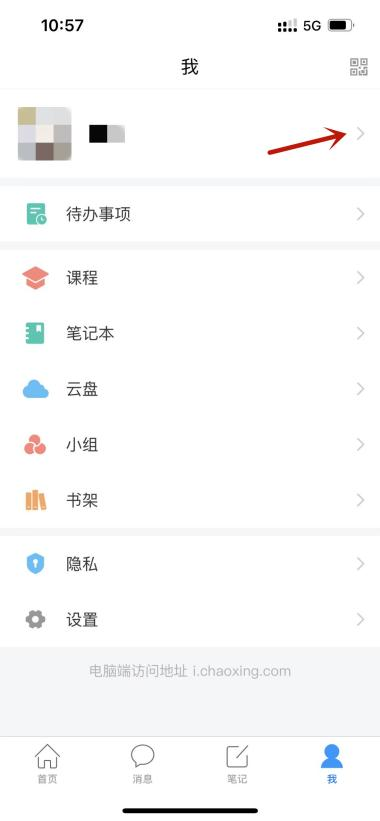 10:57
5G
我
待办事项
课程
笔记本
云盘
小组
书架
隐私
设置
电脑端访问地址 i.chaoxing.com
首页
消息
笔记
我